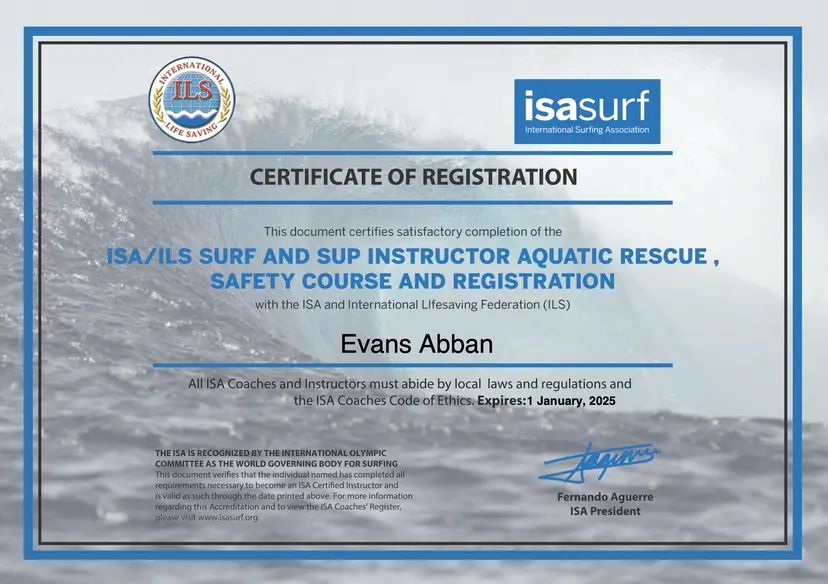 INTERNATIONAL
ILS
LIFE SAVING
isasurf
International Surfing Association
CERTIFICATE OF REGISTRATION
This document certifies satisfactory completion of the
ISA/ILS SURF AND SUP INSTRUCTOR AQUATIC RESCUE ,
SAFETY COURSE AND REGISTRATION
with the ISA and International LIfesaving Federation (ILS)
Evans Abban
All ISA Coaches and Instructors must abide by local laws and regulations and
the ISA Coaches Code of Ethics. Expires:1 January, 2025
THE ISA IS RECOGNIZED BY THE INTERNATIONAL OLYMPIC
COMMITTEE AS THE WORLD GOVERNING BODY FOR SURFING
This document verifies that the individual named has completed all
requirements necessary to become an ISA Certified Instructor and
is valid as such through the date printed above. For more information
regarding this Accreditation and to view the ISA Coaches' Register,
please visit www.isasurf.org.
Fernando Aguerre
ISA President